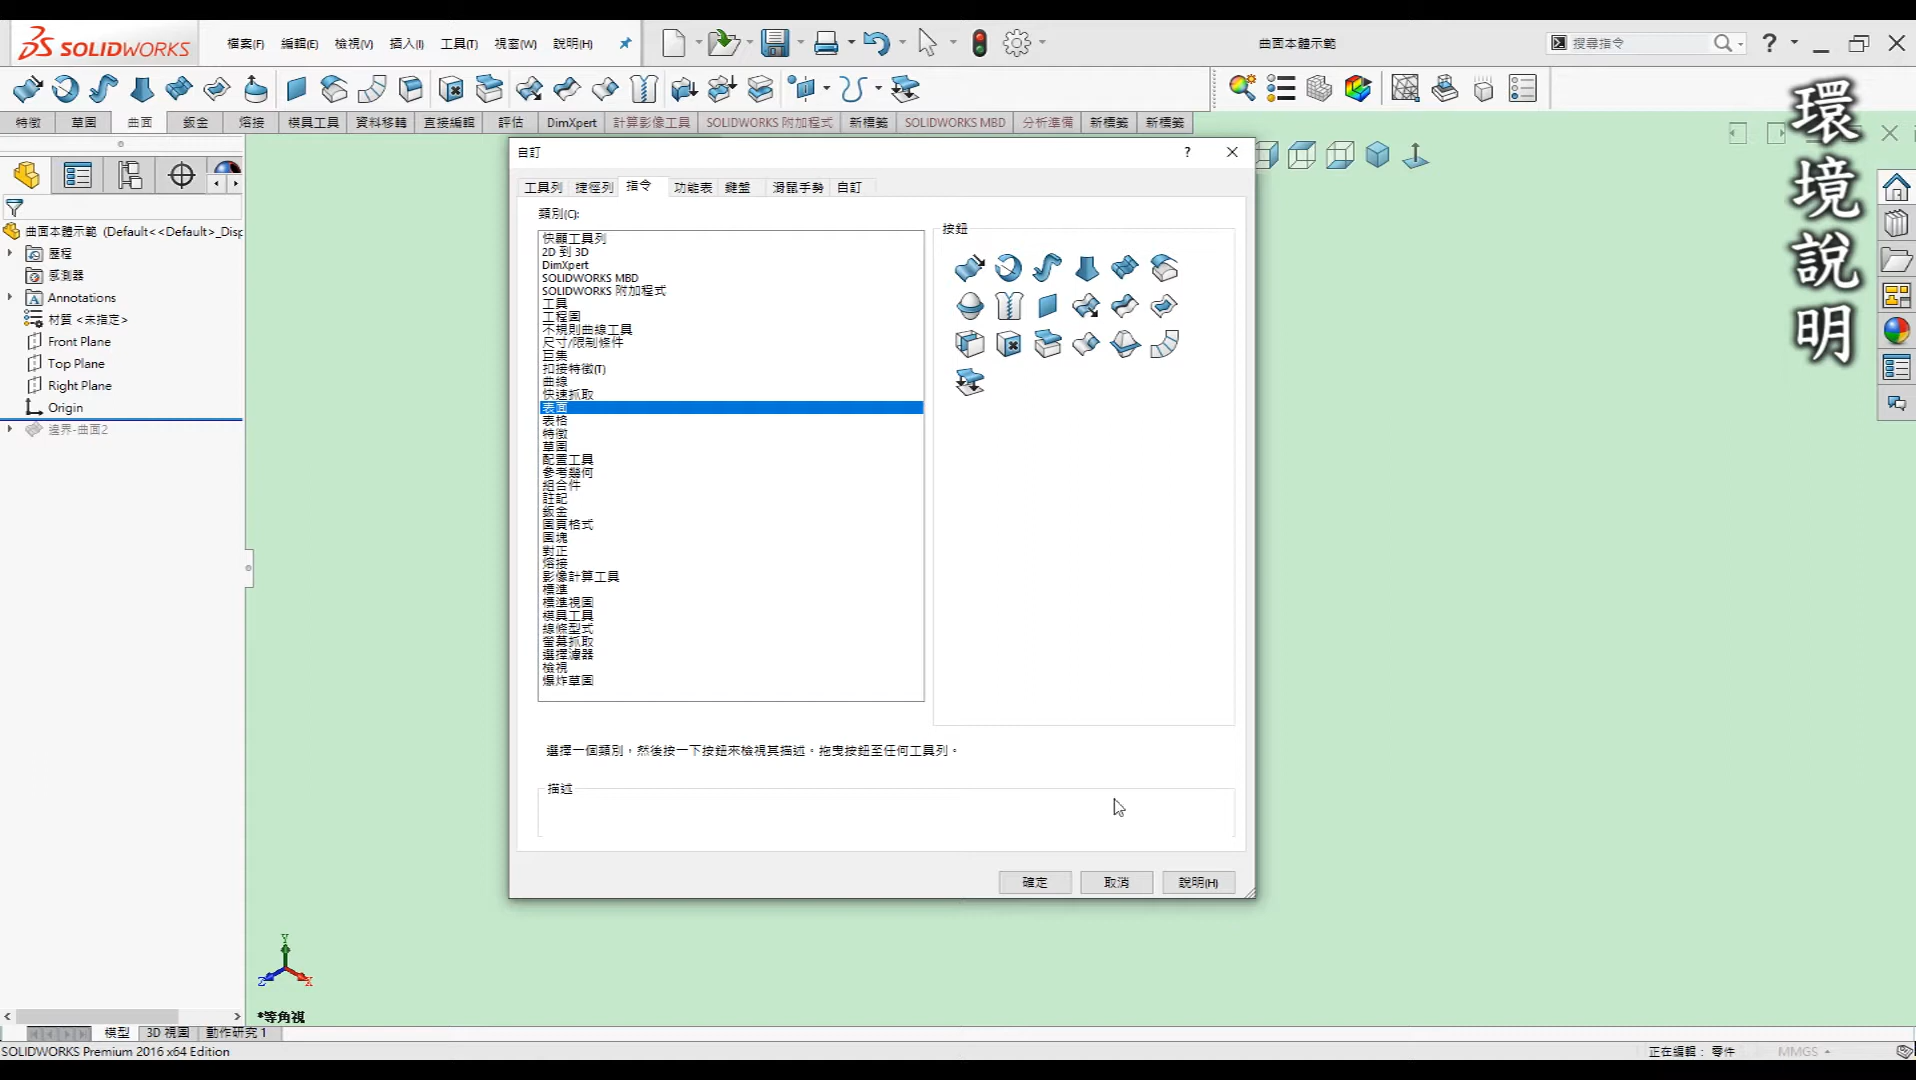 SOLIDWORKS 檔案(F) 編輯(E) 檢視(V) 插入(I) 工具(T) 視窗(W) 說明(H) 曲面本體示範 搜尋指令
特徵 草圖 曲面 鈑金 熔接 模具工具 資料移轉 直接編輯 評估 DimXpert 計算影像工具 SOLIDWORKS 附加程式 新標籤 SOLIDWORKS MBD 分析準備 新標籤 新標籤
環境說明
曲面本體示範 (Default<<Default>_Disp
歷程
感測器
Annotations
材質 <未指定>
Front Plane
Top Plane
Right Plane
Origin
邊界-曲面2
自訂
工具列 捷徑列 指令 功能表 鍵盤 滑鼠手勢 自訂
類別(C):
快顯工具列
2D 到 3D
DimXpert
SOLIDWORKS MBD
SOLIDWORKS 附加程式
工具
工程圖
不規則曲線工具
尺寸/限制條件
巨集
扣接特徵(T)
曲線
快速抓取
表面
表格
特徵
草圖
配置工具
參考幾何
組合件
註記
鈑金
圖頁格式
圖塊
對正
熔接
影像計算工具
標準
標準視圖
模具工具
線條型式
螢幕抓取
選擇濾器
檢視
爆炸草圖
按鈕
選擇一個類別，然後按一下按鈕來檢視其描述。拖曳按鈕至任何工具列。
描述
確定 取消 說明(H)
Y
Z
X
*等角視
模型 3D 視圖 動作研究 1
SOLIDWORKS Premium 2016 x64 Edition 正在編輯： 零件 MMGS